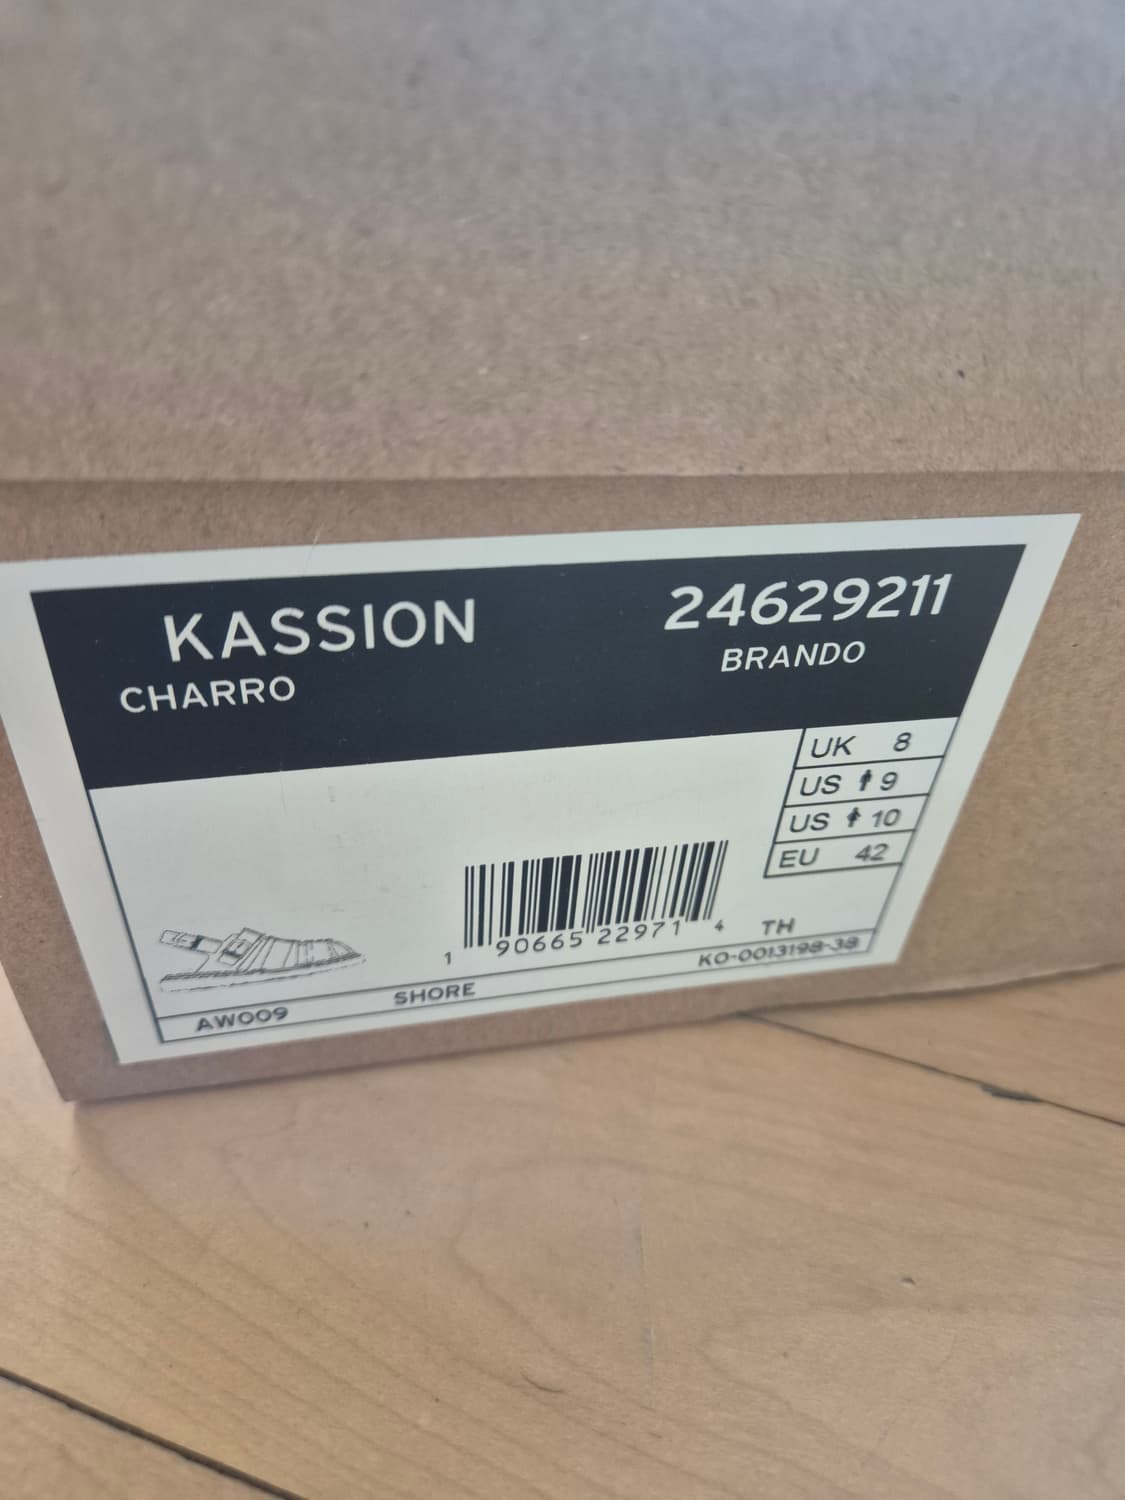 KASSION
CHARRO
24629211
BRANDO
UK 8
US 9
US 10
EU 42
1 90665 22971 4
TH
KO-0013198-38
AW009
SHORE